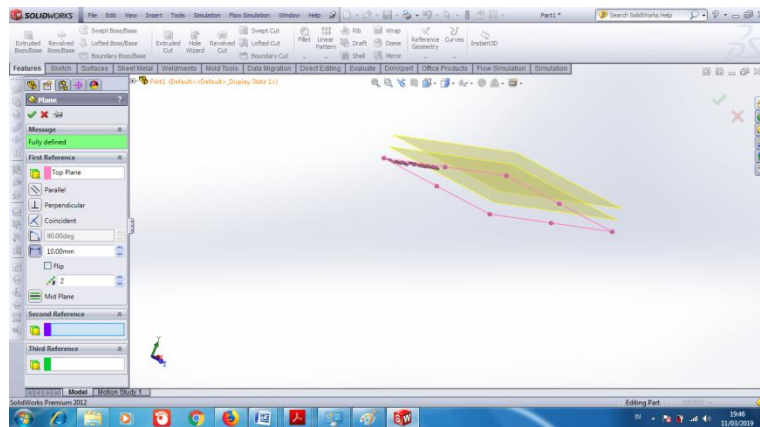 SOLIDWORKS File Edit View Insert Tools Simulation Flow Simulation Window Help Part1 * Search SolidWorks Help
Extruded Boss/Base
Revolved Boss/Base
Swept Boss/Base
Lofted Boss/Base
Boundary Boss/Base
Extruded Cut
Hole Wizard
Revolved Cut
Swept Cut
Lofted Cut
Boundary Cut
Fillet
Linear Pattern
Rib
Draft
Shell
Wrap
Dome
Mirror
Reference Geometry
Curves
Instant3D
Features Sketch Surfaces Sheet Metal Weldments Mold Tools Data Migration Direct Editing Evaluate DimXpert Office Products Flow Simulation Simulation
Part1 (Default<<Default>_Display State 1>)
Plane ?
Message
Fully defined
First Reference
Top Plane
Parallel
Perpendicular
Coincident
90.00deg
10.00mm
Flip
2
Mid Plane
Second Reference
Third Reference
Model Motion Study 1
SolidWorks Premium 2012 Editing Part
IN 19:46
11/03/2019